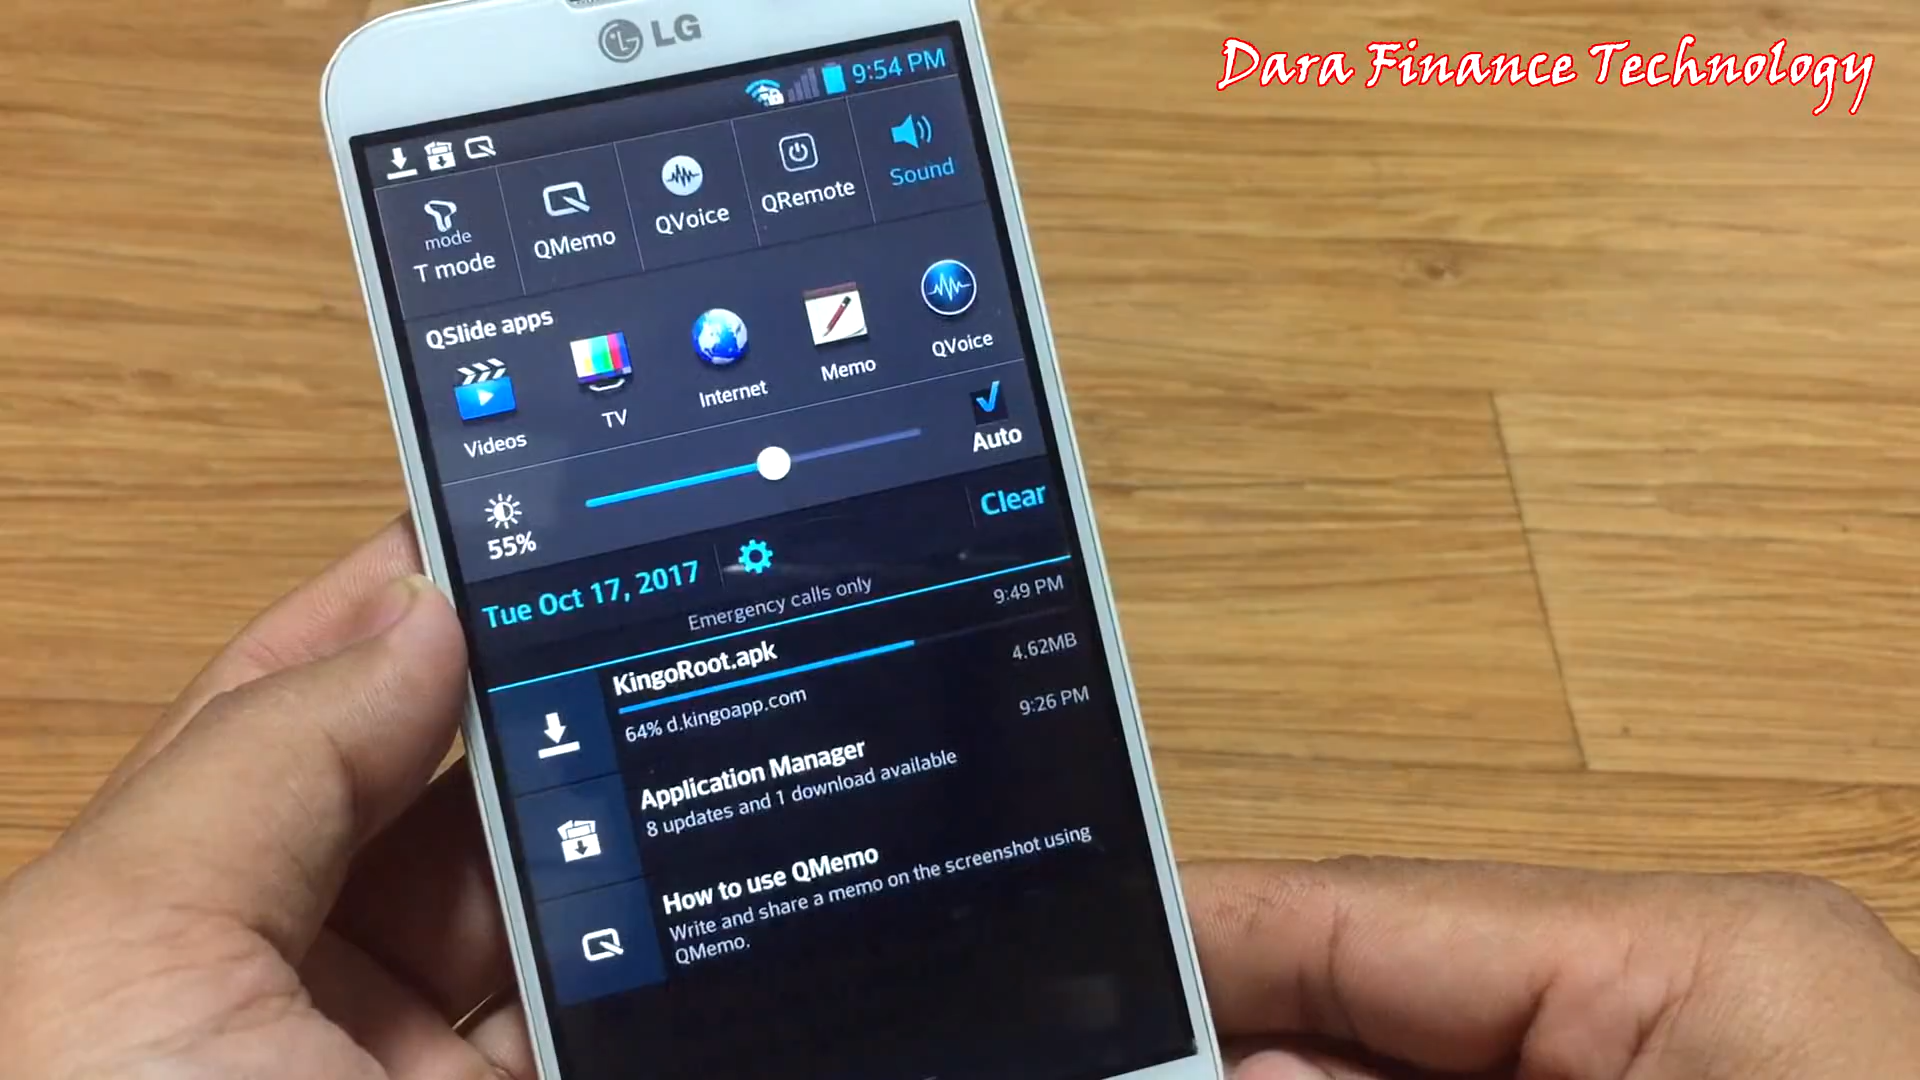 LG
Dara Finance Technology
9:54 PM
mode
T mode
QMemo
QVoice
QRemote
Sound
QSlide apps
Videos
TV
Internet
Memo
QVoice
55%
Auto
Tue Oct 17, 2017
Clear
Emergency calls only
KingoRoot.apk
9:49 PM
64% d.kingoapp.com
4.62MB
Application Manager
9:26 PM
8 updates and 1 download available
How to use QMemo
Write and share a memo on the screenshot using
QMemo.